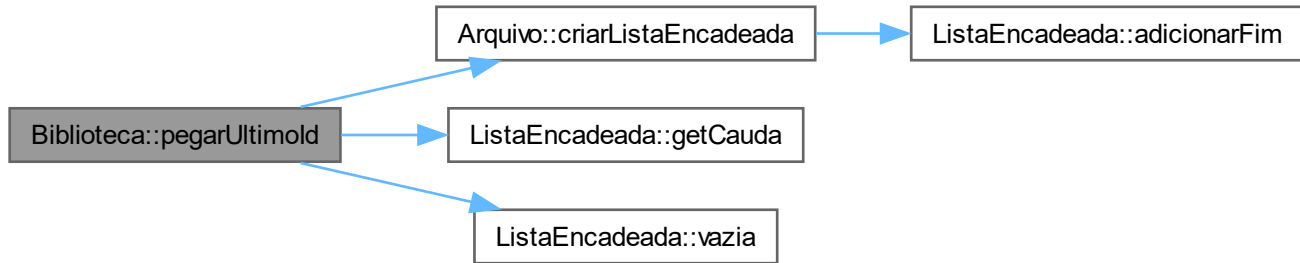 Arquivo::criarListaEncadeada
ListaEncadeada::adicionarFim
Biblioteca::pegarUltimoId
ListaEncadeada::getCauda
ListaEncadeada::vazia